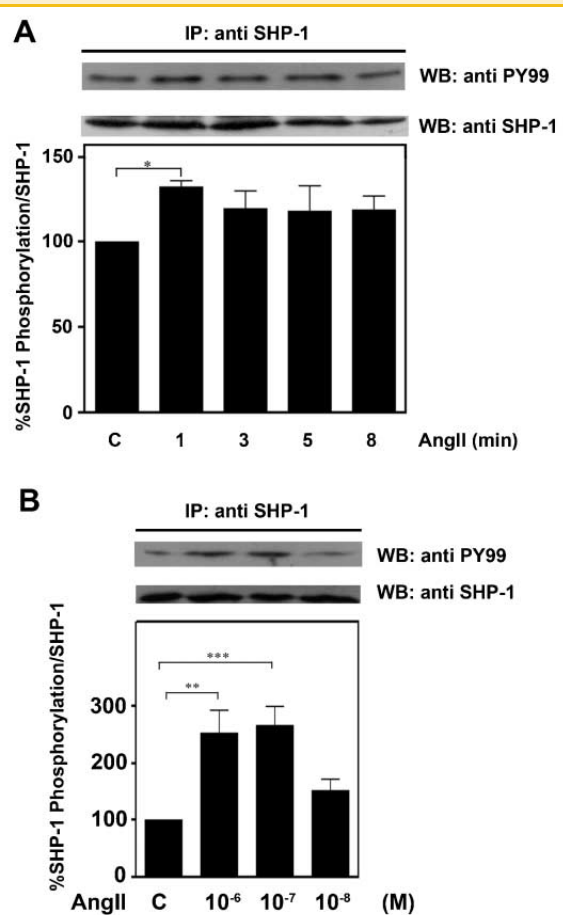 A
IP: anti SHP-1
WB: anti PY99
WB: anti SHP-1
%SHP-1 Phosphorylation/SHP-1
150
*
100
50
0
C 1 3 5 8 AngII (min)
B
IP: anti SHP-1
WB: anti PY99
WB: anti SHP-1
%SHP-1 Phosphorylation/SHP-1
***
**
300
200
100
0
AngII C 10⁻⁶ 10⁻⁷ 10⁻⁸ (M)